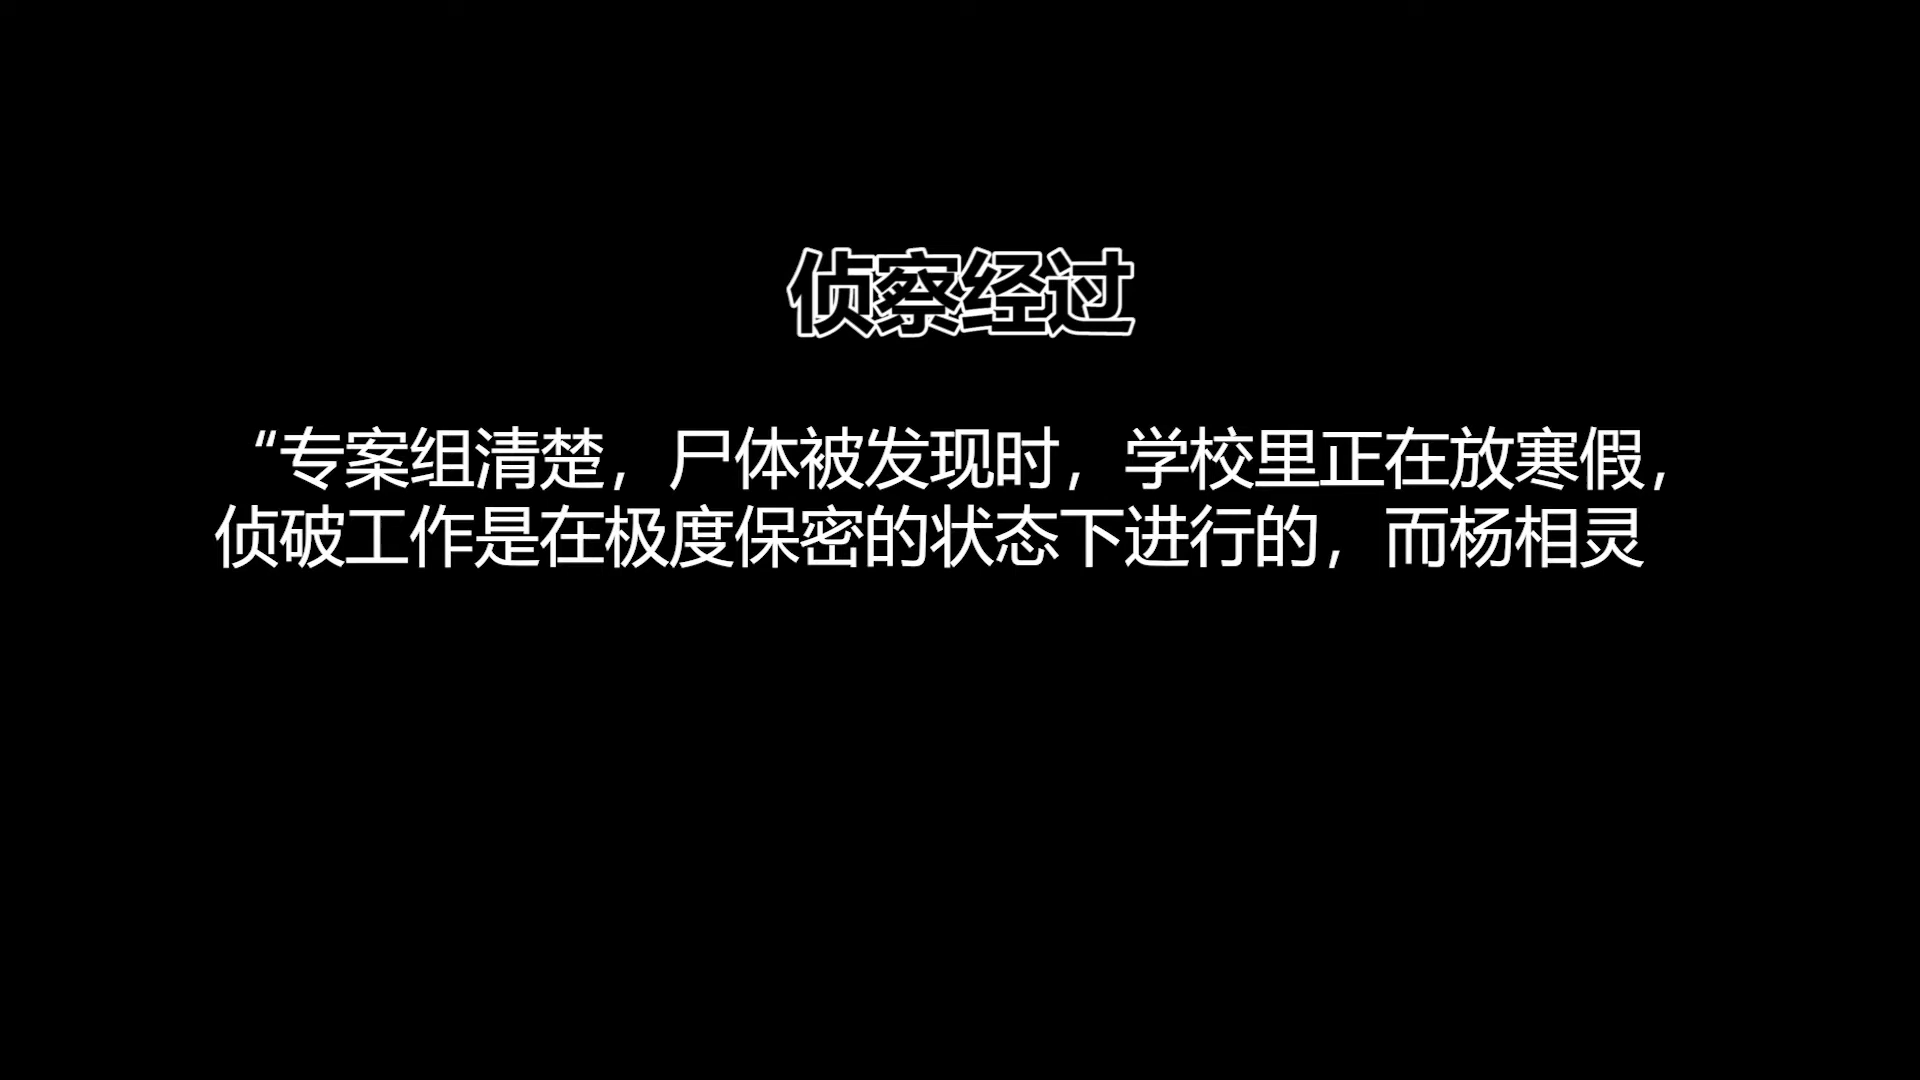 侦察经过
“专案组清楚，尸体被发现时，学校里正在放寒假，
侦破工作是在极度保密的状态下进行的，而杨相灵